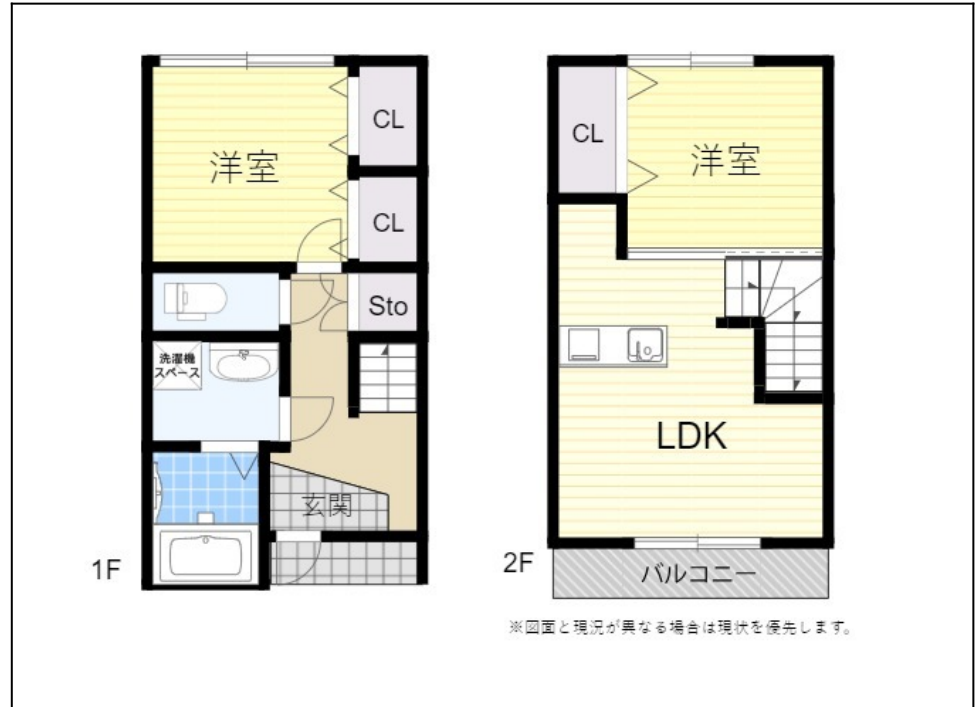 洋室
CL
CL
Sto
洗濯機
スペース
玄関
1F
CL
洋室
LDK
2F
バルコニー
※図面と現況が異なる場合は現状を優先します。